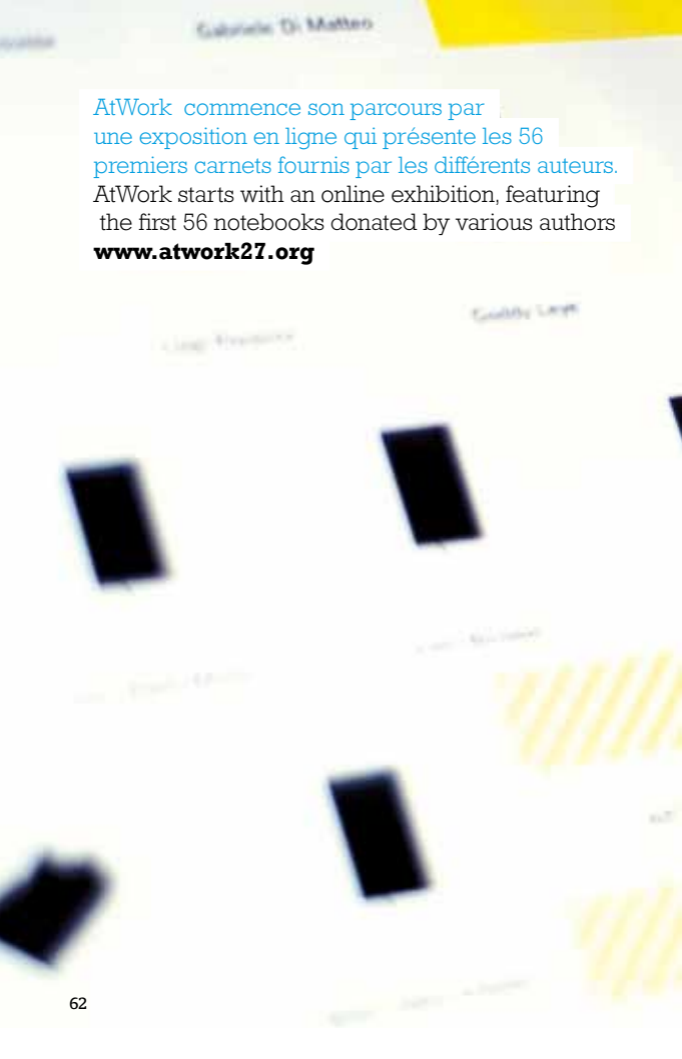 Gabriele Di Matteo
AtWork commence son parcours par
une exposition en ligne qui présente les 56
premiers carnets fournis par les différents auteurs.
AtWork starts with an online exhibition, featuring
the first 56 notebooks donated by various authors
www.atwork27.org
Goddy Leye
62